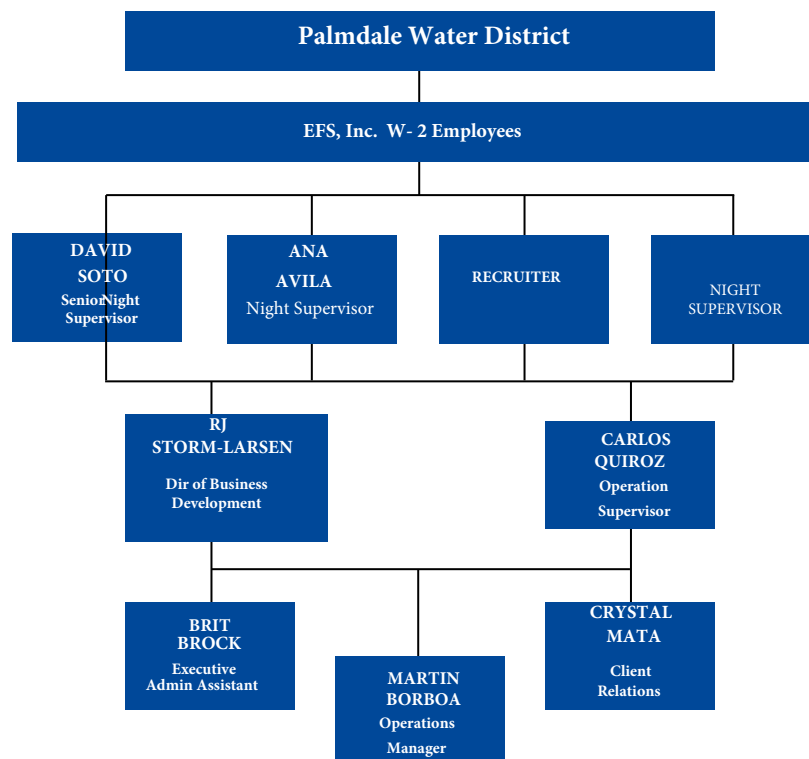 Palmdale Water District
EFS, Inc. W- 2 Employees
DAVID
SOTO
SeniorNight
Supervisor
ANA
AVILA
Night Supervisor
RECRUITER
NIGHT
SUPERVISOR
RJ
STORM-LARSEN
Dir of Business
Development
CARLOS
QUIROZ
Operation
Supervisor
BRIT
BROCK
Executive
Admin Assistant
MARTIN
BORBOA
Operations
Manager
CRYSTAL
MATA
Client
Relations